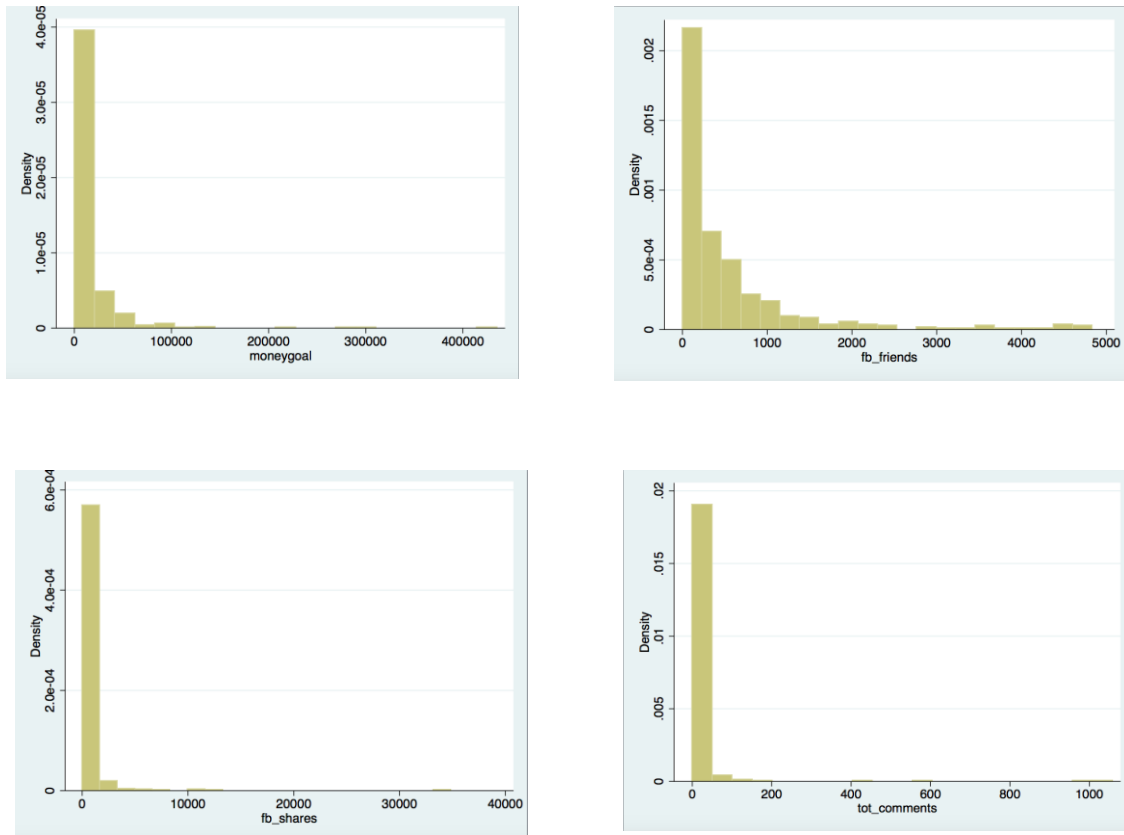 4.0e-05
3.0e-05
2.0e-05
1.0e-05
0
Density
0 100000 200000 300000 400000
moneygoal
.002
.0015
.001
5.0e-04
0
Density
0 1000 2000 3000 4000 5000
fb_friends
6.0e-04
4.0e-04
2.0e-04
0
Density
0 10000 20000 30000 40000
fb_shares
.02
.015
.01
.005
0
Density
0 200 400 600 800 1000
tot_comments